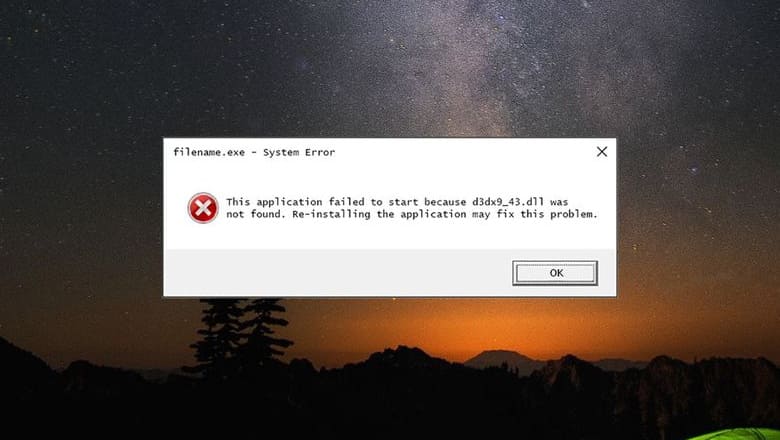 filename.exe - System Error
This application failed to start because d3dx9_43.dll was
not found. Re-installing the application may fix this problem.
OK